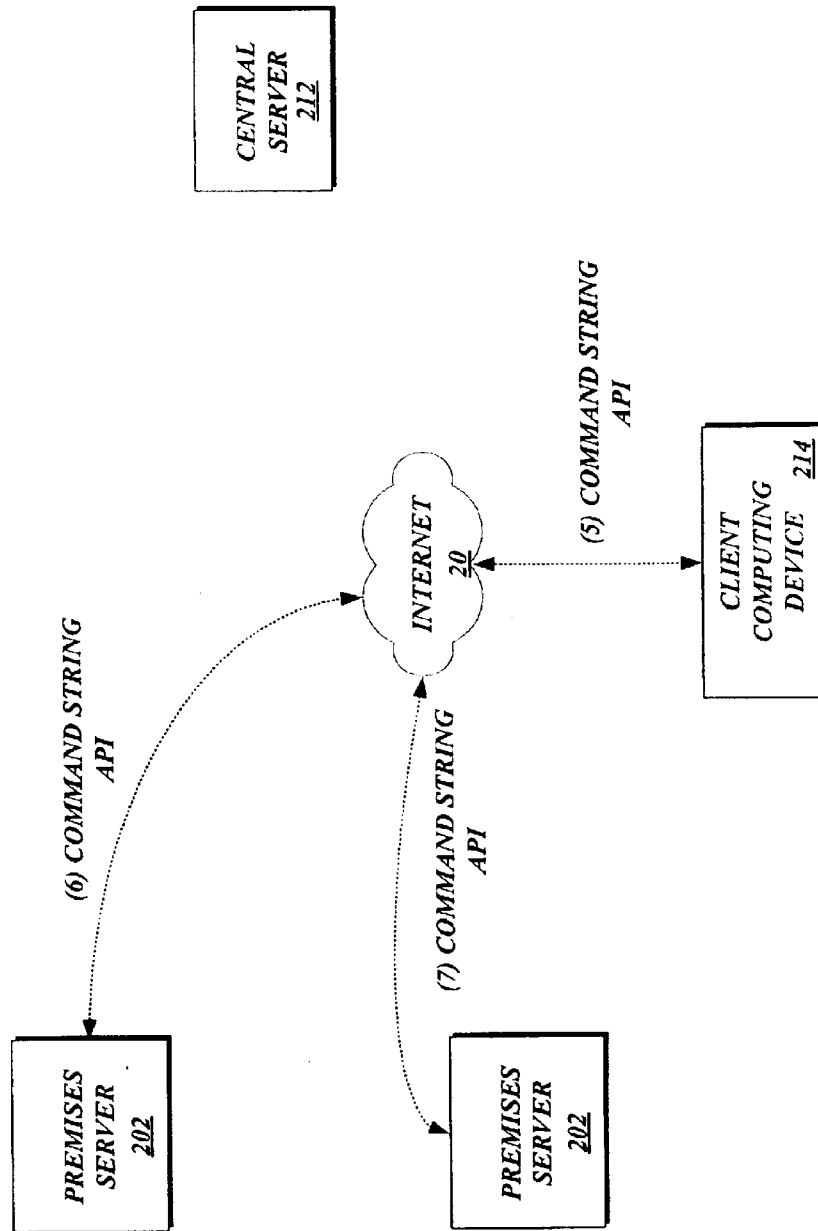 PREMISES
SERVER
202
PREMISES
SERVER
202
(6) COMMAND STRING
API
(7) COMMAND STRING
API
INTERNET
20
(5) COMMAND STRING
API
CENTRAL
SERVER
212
CLIENT
COMPUTING
DEVICE
214